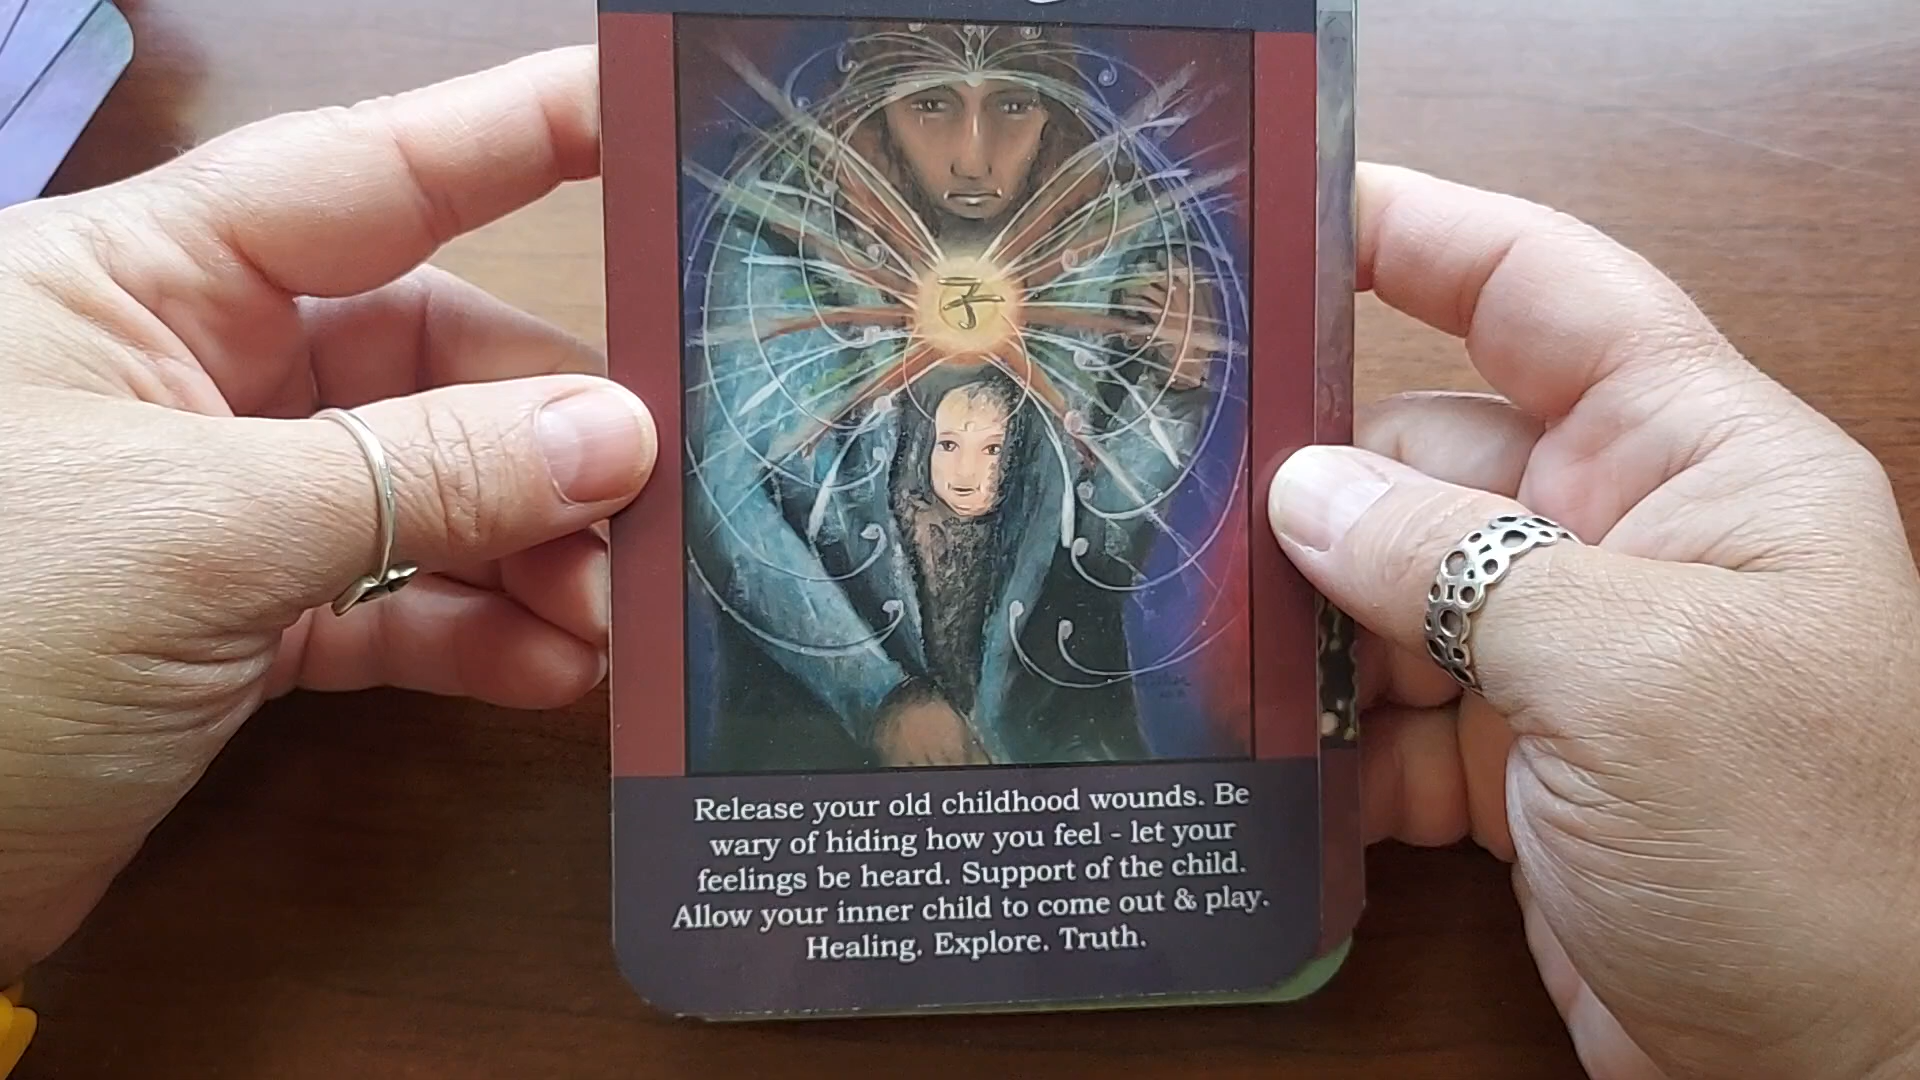 子
Release your old childhood wounds. Be
wary of hiding how you feel - let your
feelings be heard. Support of the child.
Allow your inner child to come out & play.
Healing. Explore. Truth.